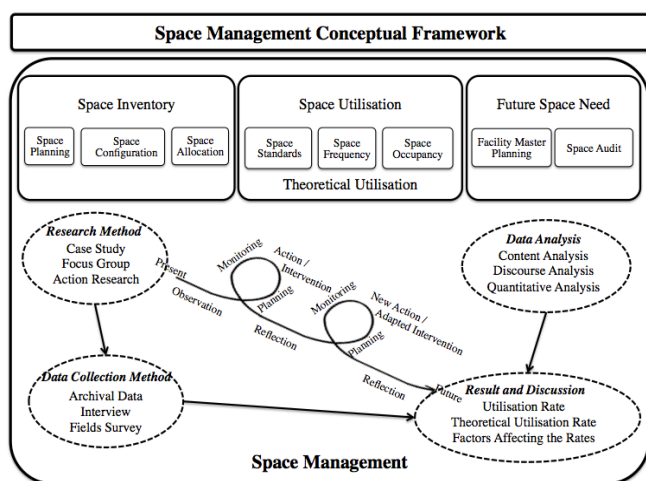 Space Management Conceptual Framework
Space Inventory
Space
Planning
Space
Configuration
Space
Allocation
Space Utilisation
Space
Standards
Space
Frequency
Space
Occupancy
Theoretical Utilisation
Future Space Need
Facility Master
Planning
Space Audit
Research Method
Case Study
Focus Group
Action Research
Present
Observation
Monitoring
Action /
Intervention
Planning
Reflection
Monitoring
New Action /
Adapted Intervention
Planning
Reflection
Future
Data Analysis
Content Analysis
Discourse Analysis
Quantitative Analysis
Data Collection Method
Archival Data
Interview
Fields Survey
Result and Discussion
Utilisation Rate
Theoretical Utilisation Rate
Factors Affecting the Rates
Space Management